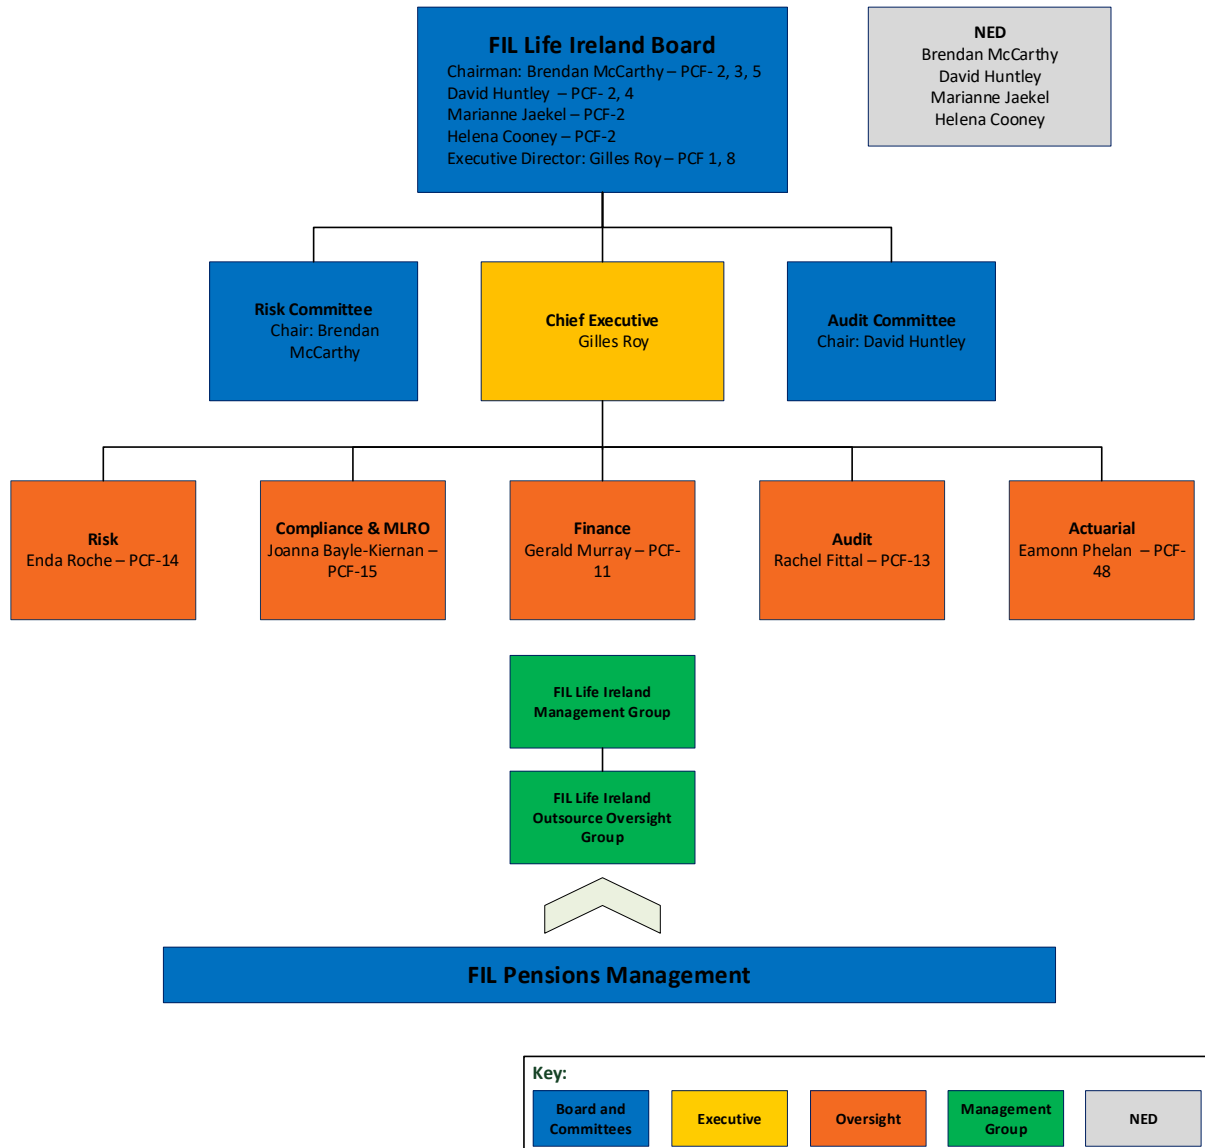 FIL Life Ireland Board
Chairman: Brendan McCarthy – PCF- 2, 3, 5
David Huntley  – PCF- 2, 4
Marianne Jaekel – PCF-2
Helena Cooney – PCF-2
Executive Director: Gilles Roy – PCF 1, 8
NED
Brendan McCarthy
David Huntley
Marianne Jaekel
Helena Cooney
Risk Committee
Chair: Brendan
McCarthy
Chief Executive
Gilles Roy
Audit Committee
Chair: David Huntley
Risk
Enda Roche – PCF-14
Compliance & MLRO
Joanna Bayle-Kiernan –
PCF-15
Finance
Gerald Murray – PCF-
11
Audit
Rachel Fittal – PCF-13
Actuarial
Eamonn Phelan  – PCF-
48
FIL Life Ireland
Management Group
FIL Life Ireland
Outsource Oversight
Group
FIL Pensions Management
Key:
Board and
Committees
Executive
Oversight
Management
Group
NED